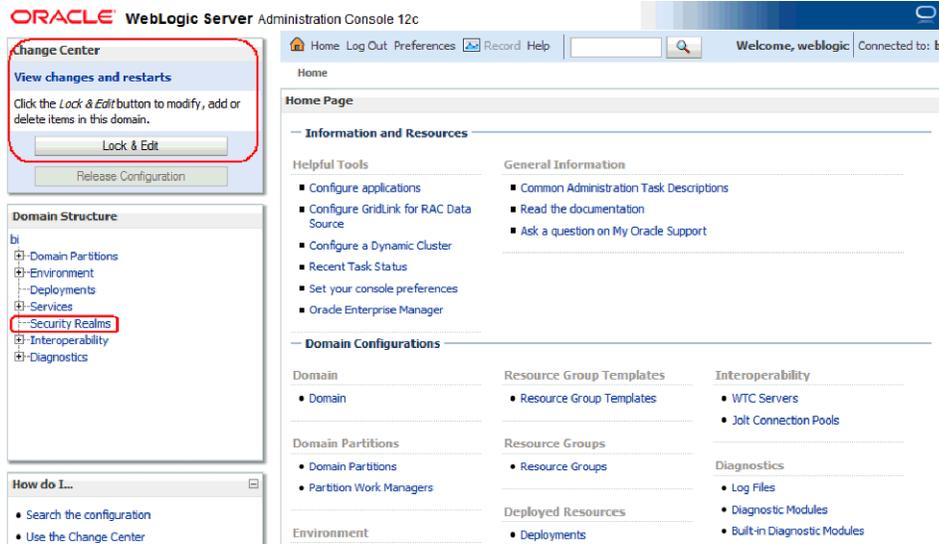 ORACLE WebLogic Server Administration Console 12c
Change Center
View changes and restarts
Click the Lock & Edit button to modify, add or
delete items in this domain.
Lock & Edit
Release Configuration
Domain Structure
bi
Domain Partitions
Environment
Deployments
Services
Security Realms
Interoperability
Diagnostics
How do I...
Search the configuration
Use the Change Center
Home Log Out Preferences Record Help
Welcome, weblogic Connected to: b
Home
Home Page
Information and Resources
Helpful Tools
Configure applications
Configure GridLink for RAC Data
Source
Configure a Dynamic Cluster
Recent Task Status
Set your console preferences
Oracle Enterprise Manager
General Information
Common Administration Task Descriptions
Read the documentation
Ask a question on My Oracle Support
Domain Configurations
Domain
Domain
Domain Partitions
Domain Partitions
Partition Work Managers
Environment
Resource Group Templates
Resource Group Templates
Resource Groups
Resource Groups
Deployed Resources
Deployments
Interoperability
WTC Servers
Jolt Connection Pools
Diagnostics
Log Files
Diagnostic Modules
Built-in Diagnostic Modules